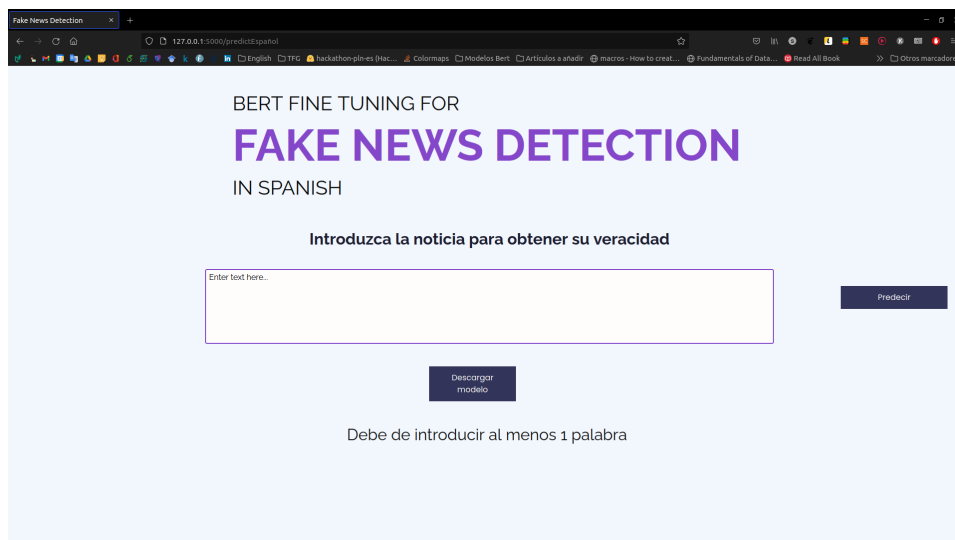 Fake News Detection
127.0.0.1:5000/predictEspañol
English
TFG
hackathon-pln-es (Hac...
Colormaps
Modelos Bert
Artículos a añadir
macros - How to creat...
Fundamentals of Data...
Read All Book
Otros marcadore
BERT FINE TUNING FOR
FAKE NEWS DETECTION
IN SPANISH
Introduzca la noticia para obtener su veracidad
Enter text here...
Predecir
Descargar
modelo
Debe de introducir al menos 1 palabra